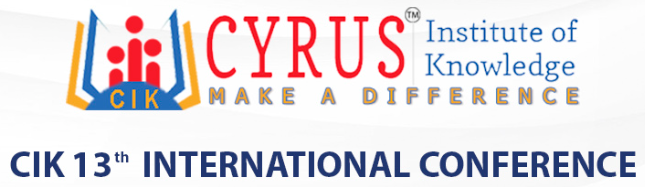 CIK
CYRUS™ Institute of
Knowledge
MAKE A DIFFERENCE
CIK 13th INTERNATIONAL CONFERENCE